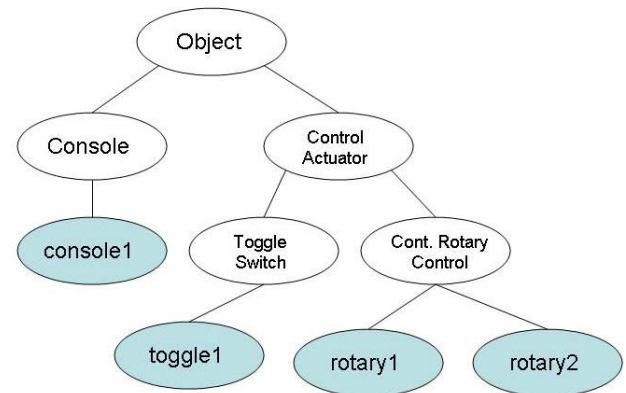 Object
Console
Control
Actuator
console1
Toggle
Switch
Cont. Rotary
Control
toggle1
rotary1
rotary2